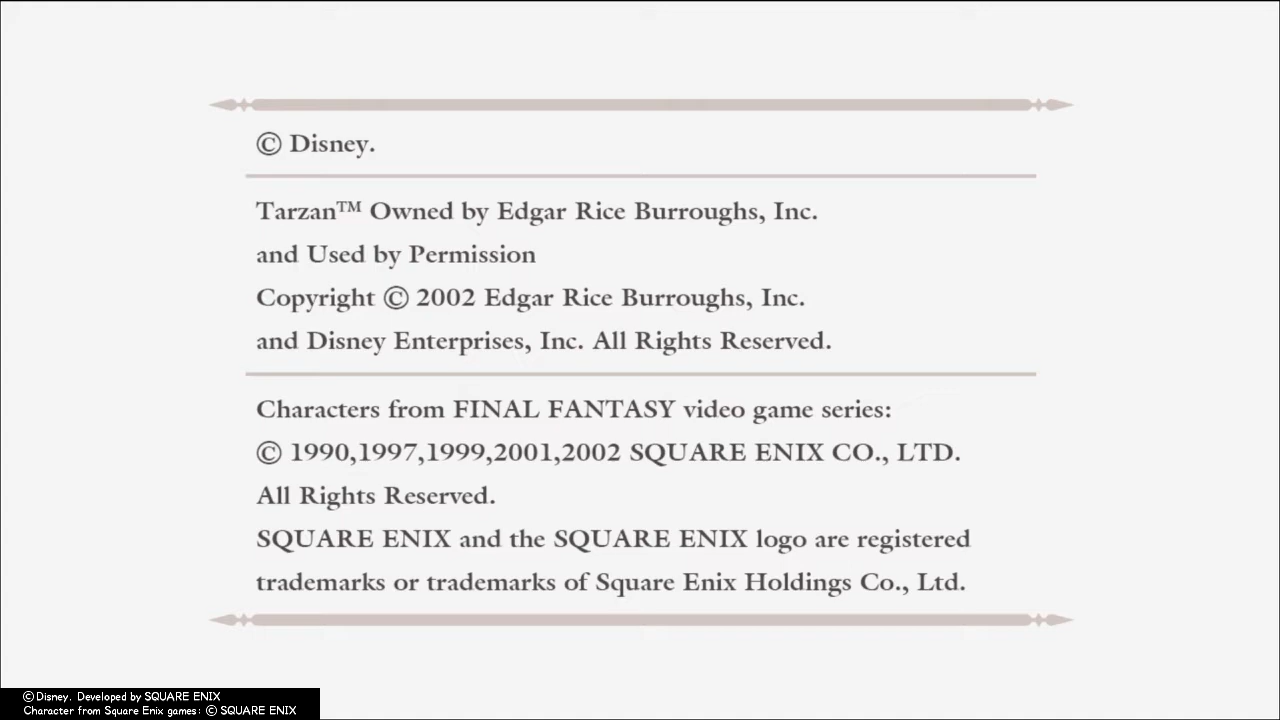 © Disney.
Tarzan™ Owned by Edgar Rice Burroughs, Inc.
and Used by Permission
Copyright © 2002 Edgar Rice Burroughs, Inc.
and Disney Enterprises, Inc. All Rights Reserved.
Characters from FINAL FANTASY video game series:
© 1990,1997,1999,2001,2002 SQUARE ENIX CO., LTD.
All Rights Reserved.
SQUARE ENIX and the SQUARE ENIX logo are registered
trademarks or trademarks of Square Enix Holdings Co., Ltd.
© Disney. Developed by SQUARE ENIX
Character from Square Enix games: © SQUARE ENIX